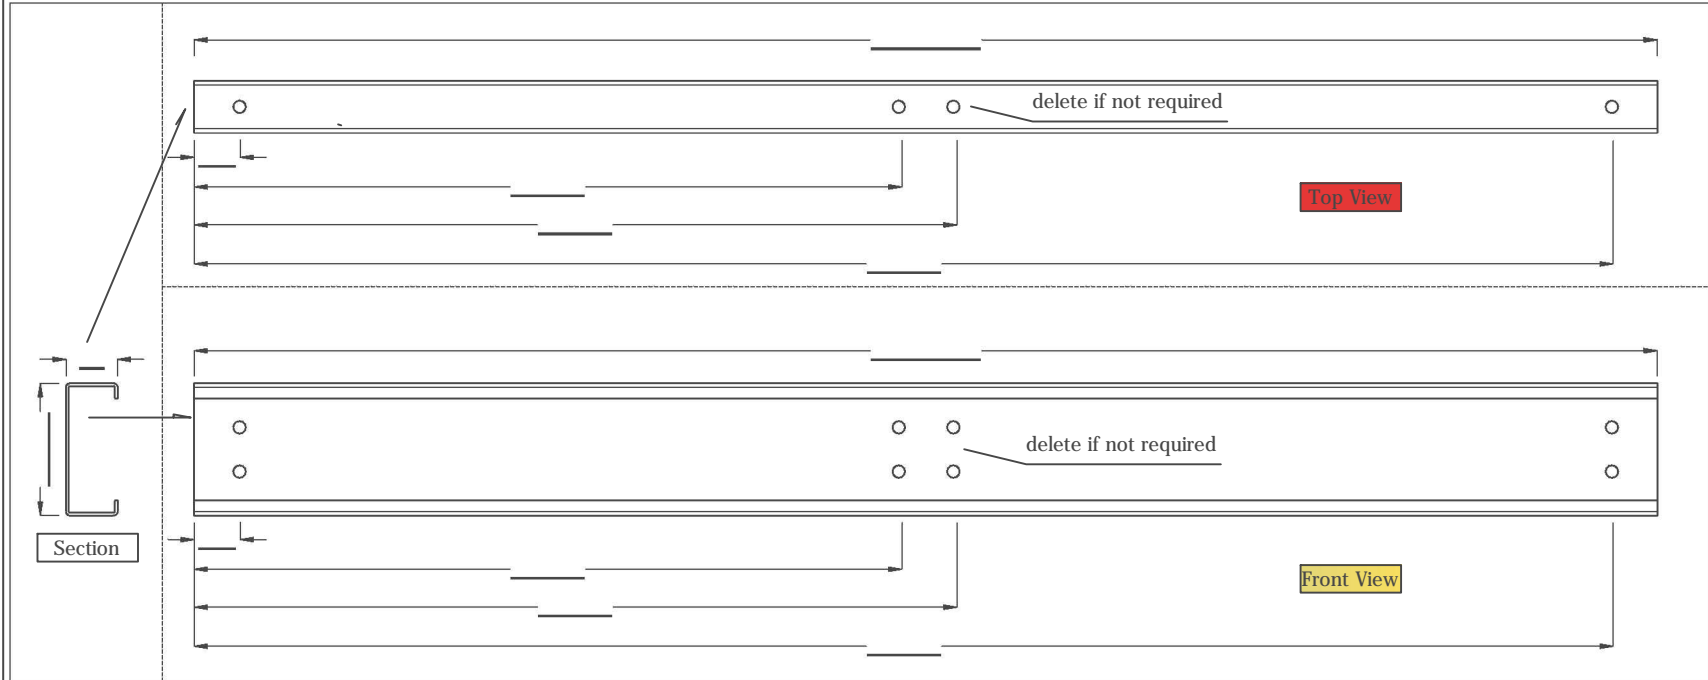 delete if not required
Top View
delete if not required
Section
Front View